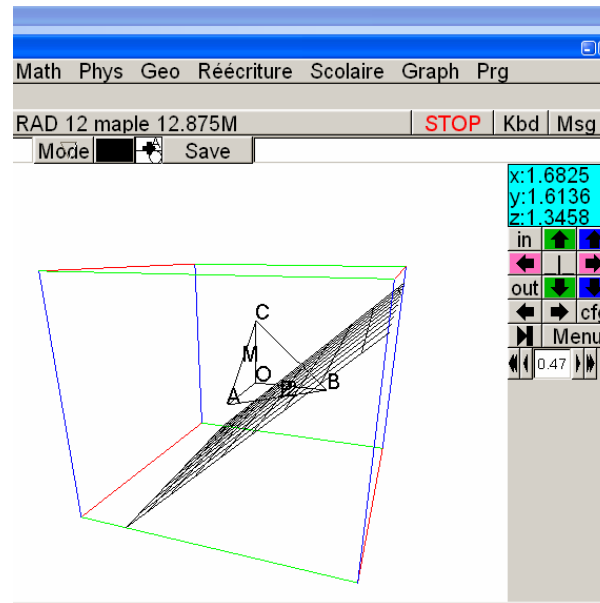 Math Phys Geo Réécriture Scolaire Graph Prg
RAD 12 maple 12.875M STOP Kbd Msg
Mode Save
x:1.6825
y:1.6136
z:1.3458
in
out
cfg
Menu
0.47
C
M
O
A
B